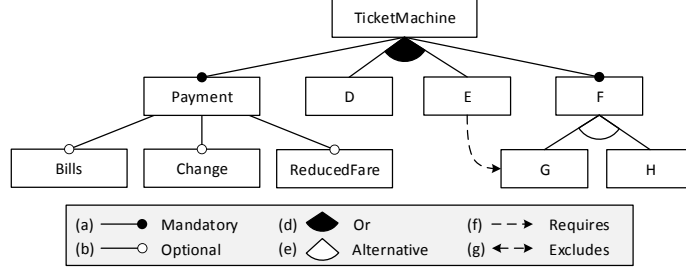 TicketMachine
Payment D E F
Bills Change ReducedFare G H
(a) Mandatory (d) Or (f) Requires
(b) Optional (e) Alternative (g) Excludes